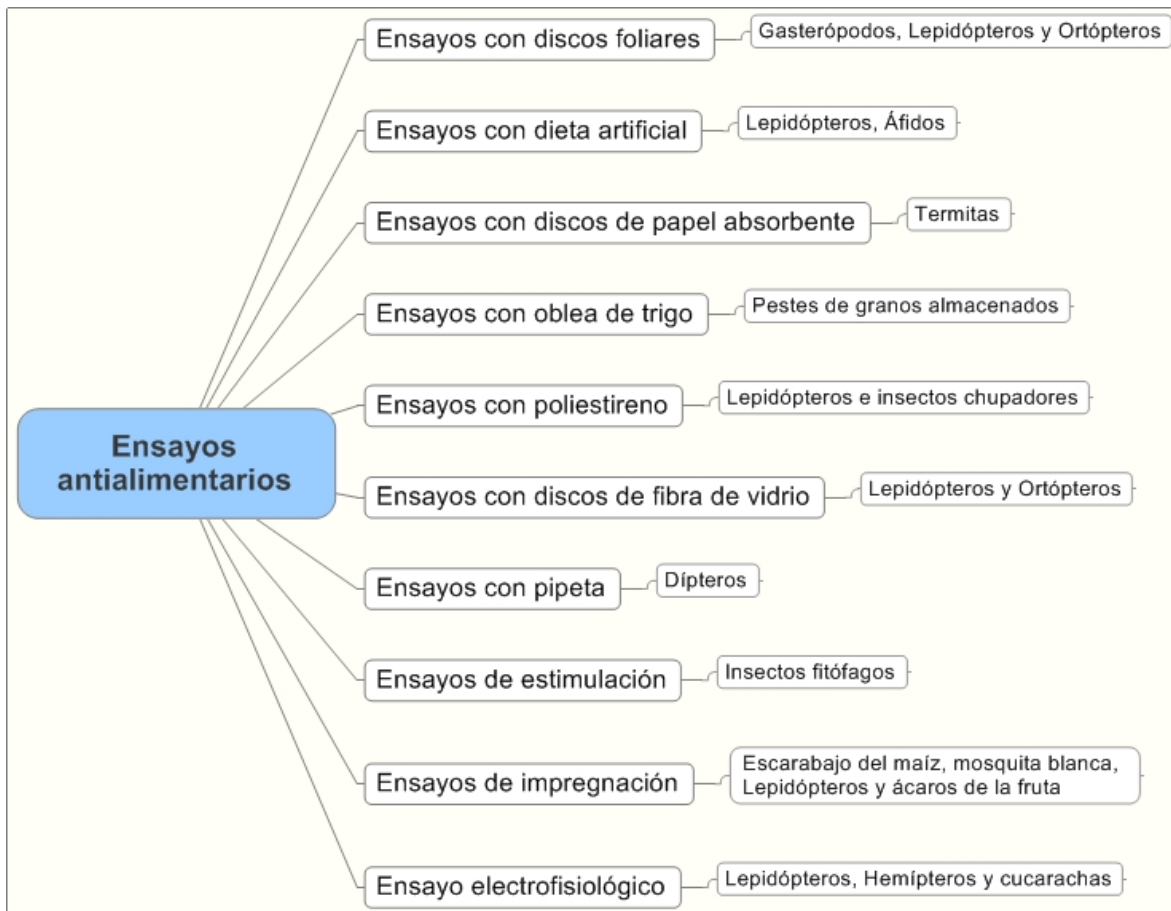 Ensayos con discos foliares
Gasterópodos, Lepidópteros y Ortópteros
Ensayos con dieta artificial
Lepidópteros, Áfidos
Ensayos con discos de papel absorbente
Termitas
Ensayos con oblea de trigo
Pestes de granos almacenados
Ensayos con poliestireno
Lepidópteros e insectos chupadores
Ensayos
antialimentarios
Ensayos con discos de fibra de vidrio
Lepidópteros y Ortópteros
Ensayos con pipeta
Dípteros
Ensayos de estimulación
Insectos fitófagos
Ensayos de impregnación
Escarabajo del maíz, mosquita blanca,
Lepidópteros y ácaros de la fruta
Ensayo electrofisiológico
Lepidópteros, Hemípteros y cucarachas